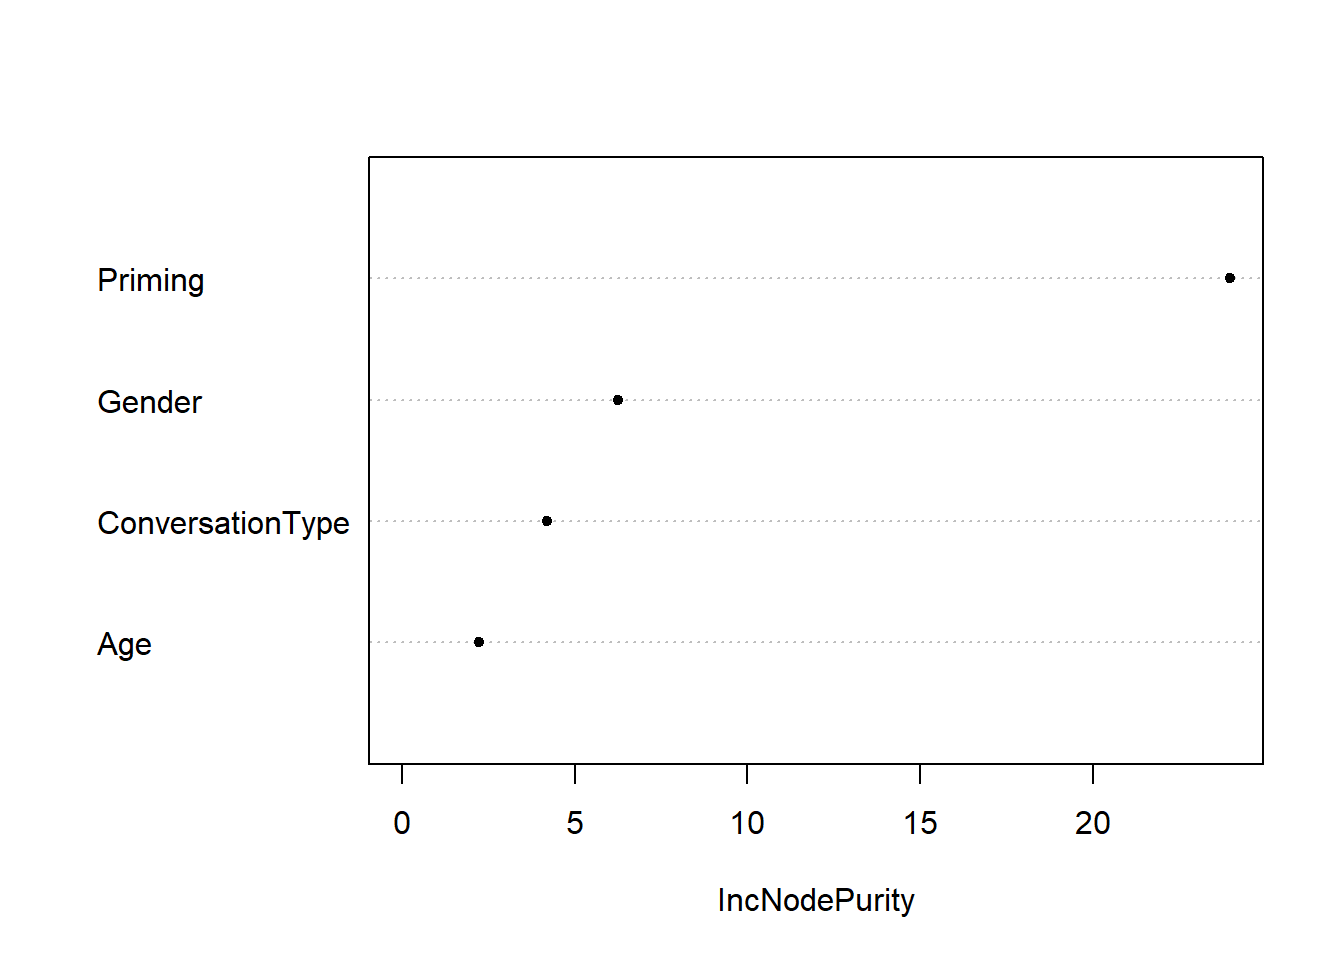 Priming
Gender
ConversationType
Age
0 5 10 15 20
IncNodePurity